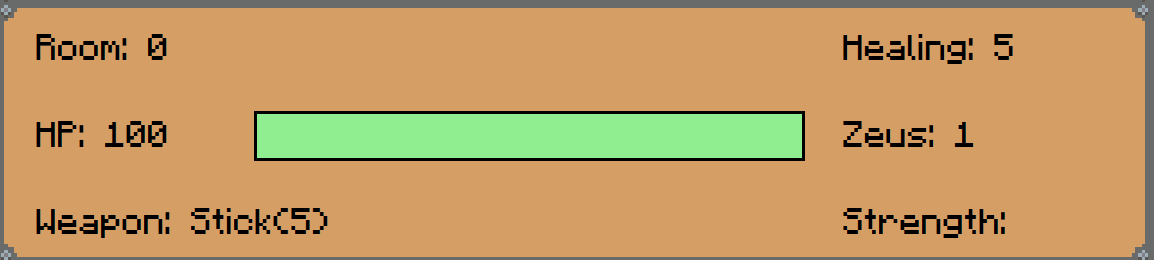 Room: 0
Healing: 5
HP: 100
Zeus: 1
Weapon: Stick(5)
Strength: